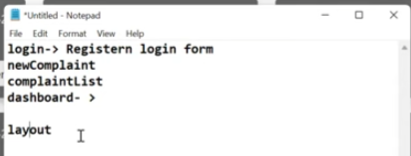 *Untitled - Notepad
File Edit Format View Help
login-> Registern login form
newComplaint
complaintList
dashboard- >
layout